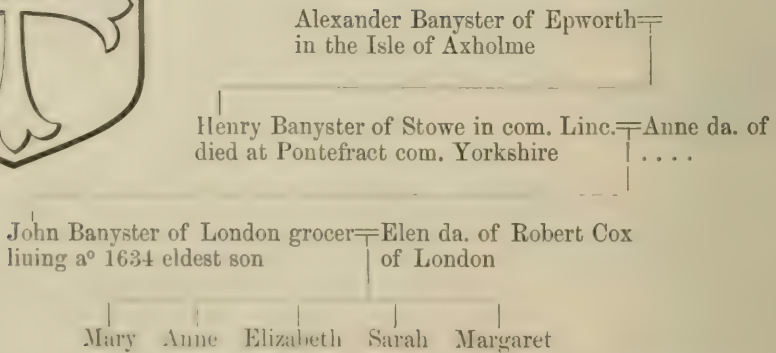 Alexander Banyster of Epworth
in the Isle of Axholme
Henry Banyster of Stowe in com. Linc. Anne da. of
died at Pontefract com. Yorkshire ....
John Banyster of London grocer Elen da. of Robert Cox
liuing aº 1634 eldest son of London
Mary Anne Elizabeth Sarah Margaret